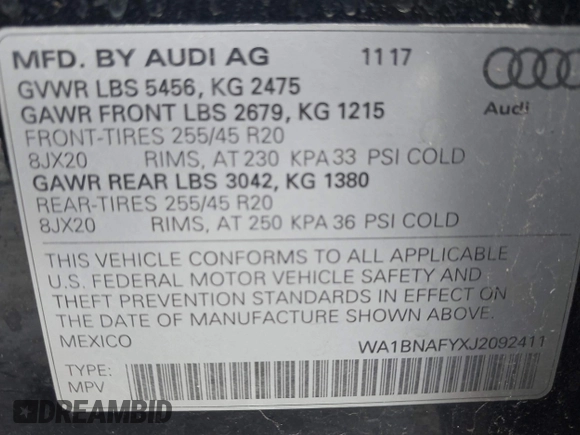 MFD. BY AUDI AG 11 17
GVWR LBS 5456, KG 2475
GAWR FRONT LBS 2679, KG 1215
FRONT-TIRES 255/45 R20
8JX20 RIMS, AT 230 KPA 33 PSI COLD
GAWR REAR LBS 3042, KG 1380
REAR-TIRES 255/45 R20
8JX20 RIMS, AT 250 KPA 36 PSI COLD
Audi
THIS VEHICLE CONFORMS TO ALL APPLICABLE
U.S. FEDERAL MOTOR VEHICLE SAFETY AND
THEFT PREVENTION STANDARDS IN EFFECT ON
THE DATE OF MANUFACTURE SHOWN ABOVE.
MEXICO WA1BNAFYXJ2092411
TYPE:
MPV
DREAMBID